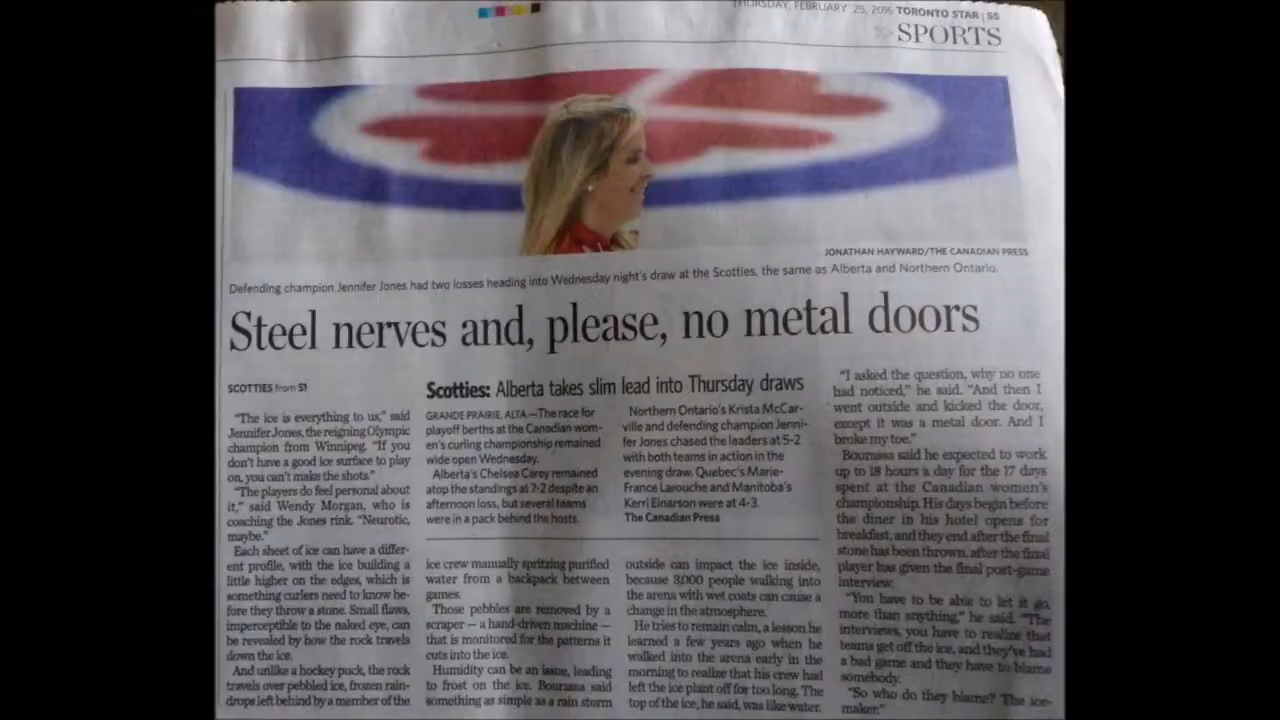 THURSDAY, FEBRUARY 25, 2016 TORONTO STAR | S5
SPORTS
JONATHAN HAYWARD/THE CANADIAN PRESS
Defending champion Jennifer Jones had two losses heading into Wednesday night's draw at the Scotties, the same as Alberta and Northern Ontario.
Steel nerves and, please, no metal doors
SCOTTIES from S1
"The ice is everything to us," said
Jennifer Jones, the reigning Olympic
champion from Winnipeg. "If you
don't have a good ice surface to play
on, you can't make the shots."
"The players do feel personal about
it," said Wendy Morgan, who is
coaching the Jones rink. "Neurotic,
maybe."
Each sheet of ice can have a differ-
ent profile, with the ice building a
little higher on the edges, which is
something curlers need to know be-
fore they throw a stone. Small flaws,
imperceptible to the naked eye, can
be revealed by how the rock travels
down the ice.
And unlike a hockey puck, the rock
travels over pebbled ice, frozen rain-
drops left behind by a member of the
Scotties: Alberta takes slim lead into Thursday draws
GRANDE PRAIRIE, ALTA.—The race for
playoff berths at the Canadian wom-
en's curling championship remained
wide open Wednesday.
Alberta's Chelsea Carey remained
atop the standings at 7-2 despite an
afternoon loss, but several teams
were in a pack behind the hosts.
Northern Ontario's Krista McCar-
ville and defending champion Jenni-
fer Jones chased the leaders at 5-2
with both teams in action in the
evening draw. Quebec's Marie-
France Larouche and Manitoba's
Kerri Einarson were at 4-3.
The Canadian Press
ice crew manually spritzing purified
water from a backpack between
games.
Those pebbles are removed by a
scraper — a hand-driven machine —
that is monitored for the patterns it
cuts into the ice.
Humidity can be an issue, leading
to frost on the ice. Bourassa said
something as simple as a rain storm
outside can impact the ice inside,
because 3,000 people walking into
the arena with wet coats can cause a
change in the atmosphere.
He tries to remain calm, a lesson he
learned a few years ago when he
walked into the arena early in the
morning to realize that his crew had
left the ice plant off for too long. The
top of the ice, he said, was like water.
"I asked the question, why no one
had noticed," he said. "And then I
went outside and kicked the door,
except it was a metal door. And I
broke my toe."
Bourassa said he expected to work
up to 18 hours a day for the 17 days
spent at the Canadian women's
championship. His days begin before
the diner in his hotel opens for
breakfast, and they end after the final
stone has been thrown, after the final
player has given the final post-game
interview.
"You have to be able to let it go,
more than anything," he said. "The
interviews, you have to realize that
teams get off the ice, and they've had
a bad game and they have to blame
somebody.
"So who do they blame? The ice-
maker."